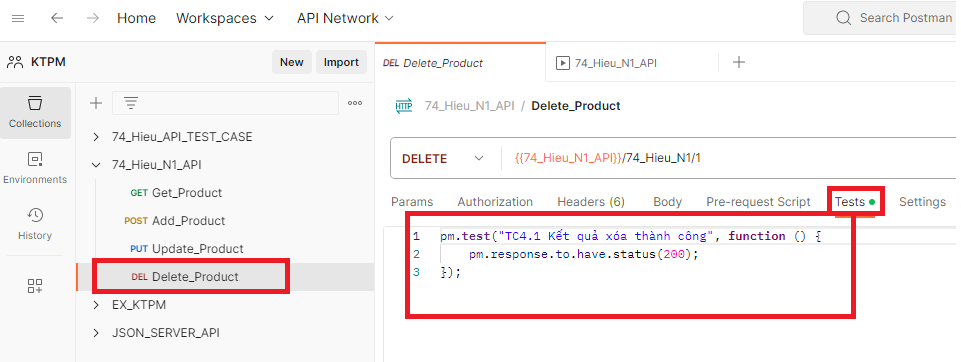 Home Workspaces API Network Search Postman
KTPM New Import
DEL Delete_Product 74_Hieu_N1_API
Collections
Environments
History
74_Hieu_API_TEST_CASE
74_Hieu_N1_API
GET Get_Product
POST Add_Product
PUT Update_Product
DEL Delete_Product
EX_KTPM
JSON_SERVER_API
HTTP 74_Hieu_N1_API / Delete_Product
DELETE {{74_Hieu_N1_API}}/74_Hieu_N1/1
Params Authorization Headers (6) Body Pre-request Script Tests Settings
1 pm.test("TC4.1 Kết quả xóa thành công", function () {
2 pm.response.to.have.status(200);
3 });